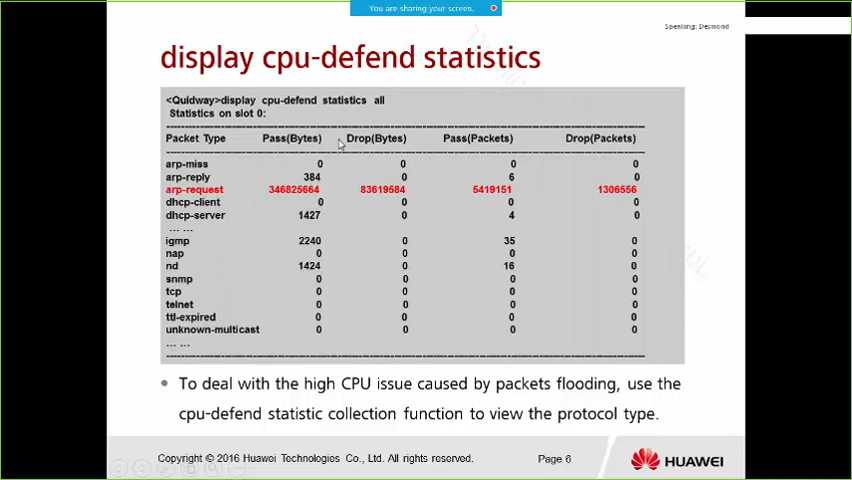 You are sharing your screen.
Speaking: Desmond
display cpu-defend statistics
<Quidway>display cpu-defend statistics all
Statistics on slot 0:
Packet Type Pass(Bytes) Drop(Bytes) Pass(Packets) Drop(Packets)
arp-miss 0 0 0 0
arp-reply 384 0 6 0
arp-request 346825664 83619584 5419151 1306556
dhcp-client 0 0 0 0
dhcp-server 1427 0 4 0
... ...
igmp 2240 0 35 0
nap 0 0 0 0
nd 1424 0 16 0
snmp 0 0 0 0
tcp 0 0 0 0
telnet 0 0 0 0
ttl-expired 0 0 0 0
unknown-multicast 0 0 0 0
... ...
• To deal with the high CPU issue caused by packets flooding, use the
cpu-defend statistic collection function to view the protocol type.
Copyright © 2016 Huawei Technologies Co., Ltd. All rights reserved. Page 6 HUAWEI